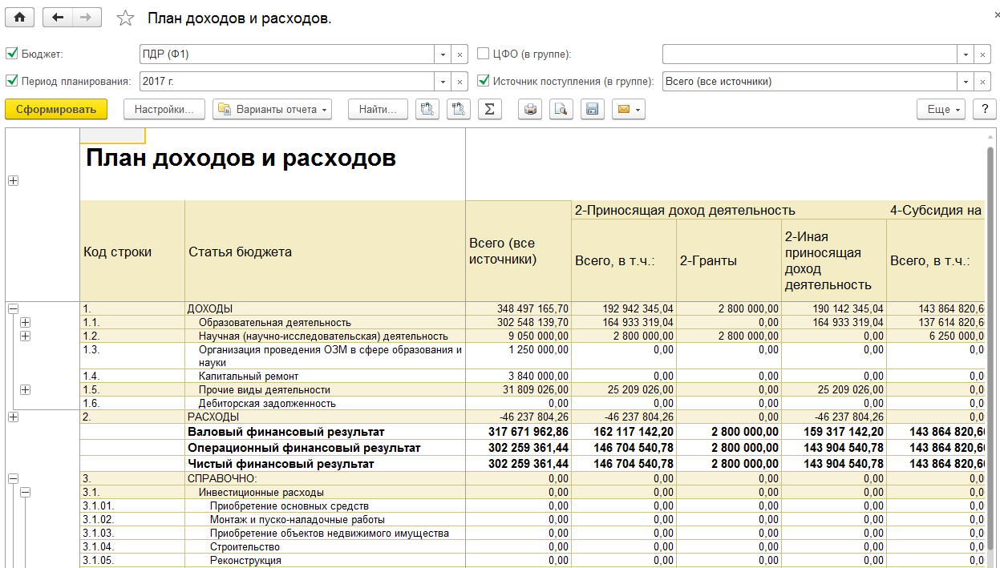 План доходов и расходов.
Бюджет: ПДР (Ф1) ЦФО (в группе):
Период планирования: 2017 г. Источник поступления (в группе): Всего (все источники)
Сформировать Настройки... Варианты отчета Найти... Σ Еще ?
План доходов и расходов
Код строки Статья бюджета Всего (все источники) 2-Приносящая доход деятельность 4-Субсидия на
Всего, в т.ч.: 2-Гранты 2-Иная приносящая доход деятельность Всего, в т.ч.:
1. ДОХОДЫ 348 497 165,70 192 942 345,04 2 800 000,00 190 142 345,04 143 864 820,6
1.1. Образовательная деятельность 302 548 139,70 164 933 319,04 0,00 164 933 319,04 137 614 820,6
1.2. Научная (научно-исследовательская) деятельность 9 050 000,00 2 800 000,00 2 800 000,00 0,00 6 250 000,0
1.3. Организация проведения ОЗМ в сфере образования и 1 250 000,00 0,00 0,00 0,00 0,0
науки
1.4. Капитальный ремонт 3 840 000,00 0,00 0,00 0,00 0,0
1.5. Прочие виды деятельности 31 809 026,00 25 209 026,00 0,00 25 209 026,00 0,0
1.6. Дебиторская задолженность 0,00 0,00 0,00 0,00 0,0
2. РАСХОДЫ -46 237 804,26 -46 237 804,26 0,00 -46 237 804,26 0,0
Валовый финансовый результат 317 671 962,86 162 117 142,20 2 800 000,00 159 317 142,20 143 864 820,6
Операционный финансовый результат 302 259 361,44 146 704 540,78 2 800 000,00 143 904 540,78 143 864 820,6
Чистый финансовый результат 302 259 361,44 146 704 540,78 2 800 000,00 143 904 540,78 143 864 820,6
3. СПРАВОЧНО: 0,00 0,00 0,00 0,00 0,0
3.1. Инвестиционные расходы 0,00 0,00 0,00 0,00 0,0
3.1.01. Приобретение основных средств 0,00 0,00 0,00 0,00 0,0
3.1.02. Монтаж и пуско-наладочные работы 0,00 0,00 0,00 0,00 0,0
3.1.03. Приобретение объектов недвижимого имущества 0,00 0,00 0,00 0,00 0,0
3.1.04. Строительство 0,00 0,00 0,00 0,00 0,0
3.1.05. Реконструкция 0,00 0,00 0,00 0,00 0,0